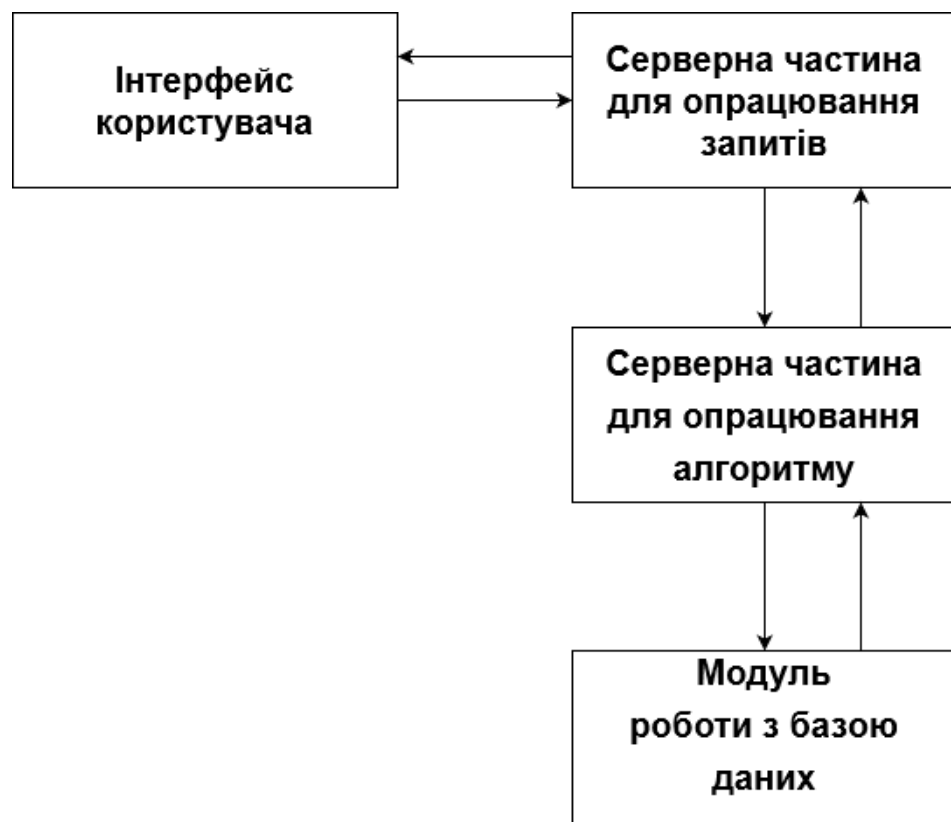 Інтерфейс
користувача
Серверна частина
для опрацювання
запитів
Серверна частина
для опрацювання
алгоритму
Модуль
роботи з базою
даних